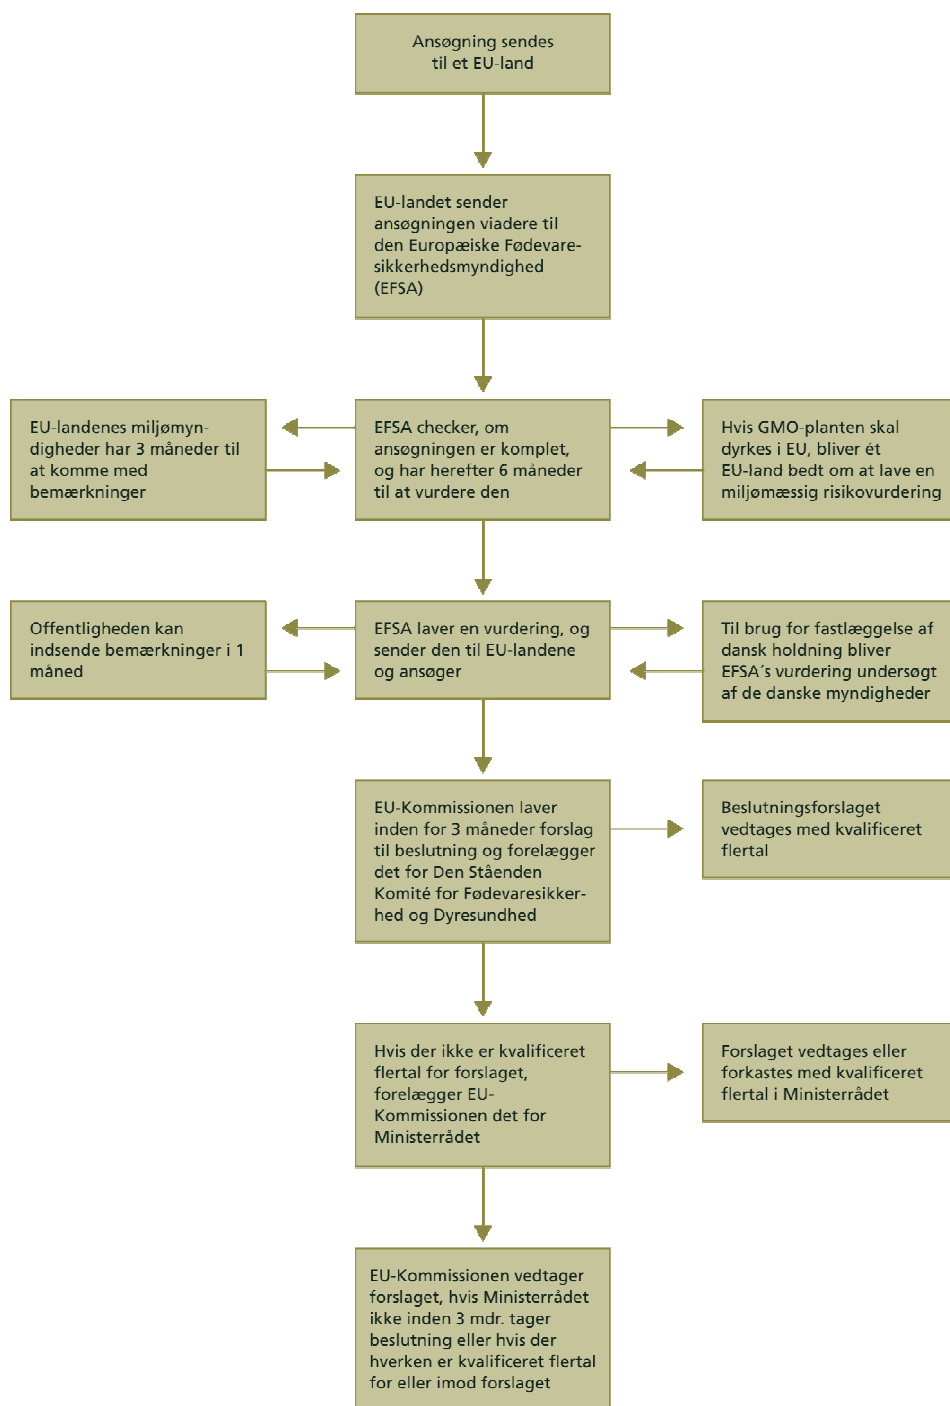 Ansøgning sendes
til et EU-land
EU-landet sender
ansøgningen viadere til
den Europæiske Fødevare-
sikkerhedsmyndighed
(EFSA)
EU-landenes miljømyn-
digheder har 3 måneder til
at komme med
bemærkninger
EFSA checker, om
ansøgningen er komplet,
og har herefter 6 måneder
til at vurdere den
Hvis GMO-planten skal
dyrkes i EU, bliver ét
EU-land bedt om at lave en
miljømæssig risikovurdering
Offentligheden kan
indsende bemærkninger i 1
måned
EFSA laver en vurdering, og
sender den til EU-landene
og ansøger
Til brug for fastlæggelse af
dansk holdning bliver
EFSA´s vurdering undersøgt
af de danske myndigheder
EU-Kommissionen laver
inden for 3 måneder forslag
til beslutning og forelægger
det for Den Ståenden
Komité for Fødevaresikker-
hed og Dyresundhed
Beslutningsforslaget
vedtages med kvalificeret
flertal
Hvis der ikke er kvalificeret
flertal for forslaget,
forelægger EU-
Kommissionen det for
Ministerrådet
Forslaget vedtages eller
forkastes med kvalificeret
flertal i Ministerrådet
EU-Kommissionen vedtager
forslaget, hvis Ministerrådet
ikke inden 3 mdr. tager
beslutning eller hvis der
hverken er kvalificeret flertal
for eller imod forslaget